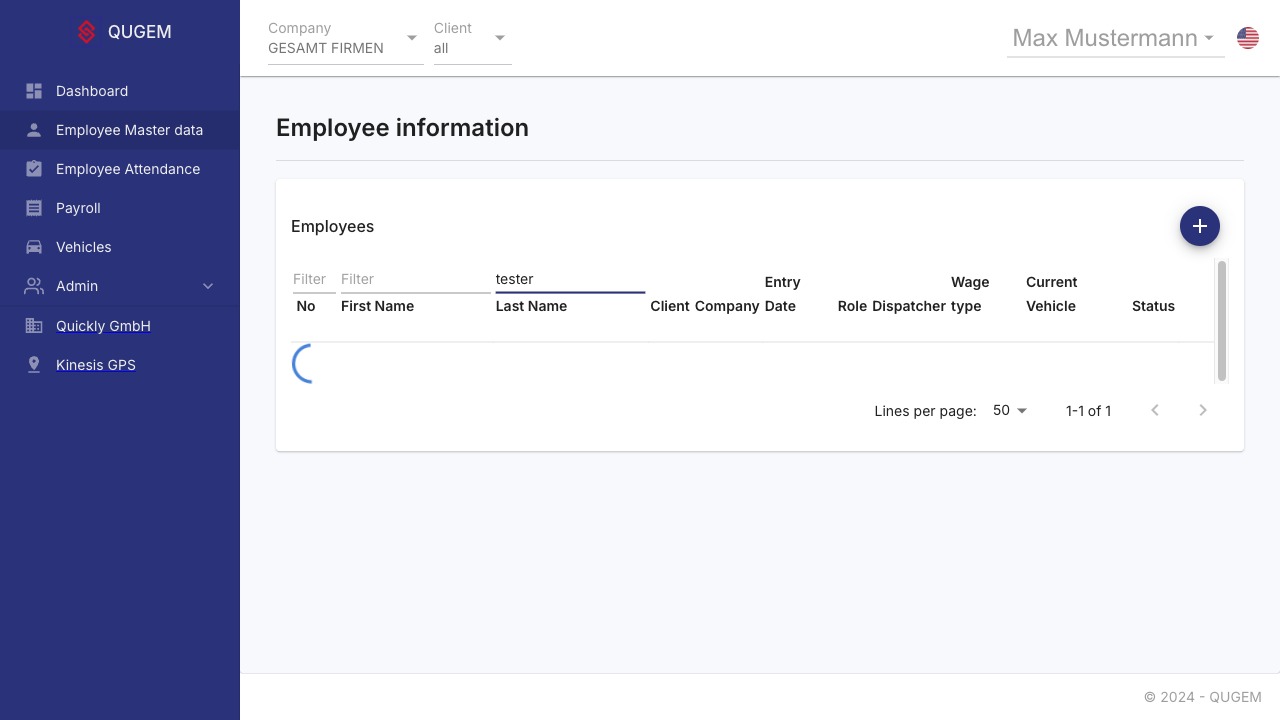 QUGEM
Dashboard
Employee Master data
Employee Attendance
Payroll
Vehicles
Admin
Quickly GmbH
Kinesis GPS
Company
GESAMT FIRMEN
Client
all
Max Mustermann
Employee information
Employees
Filter Filter tester
No First Name Last Name Client Company Entry Date Role Dispatcher Wage type Current Vehicle Status
Lines per page: 50 1-1 of 1
© 2024 - QUGEM